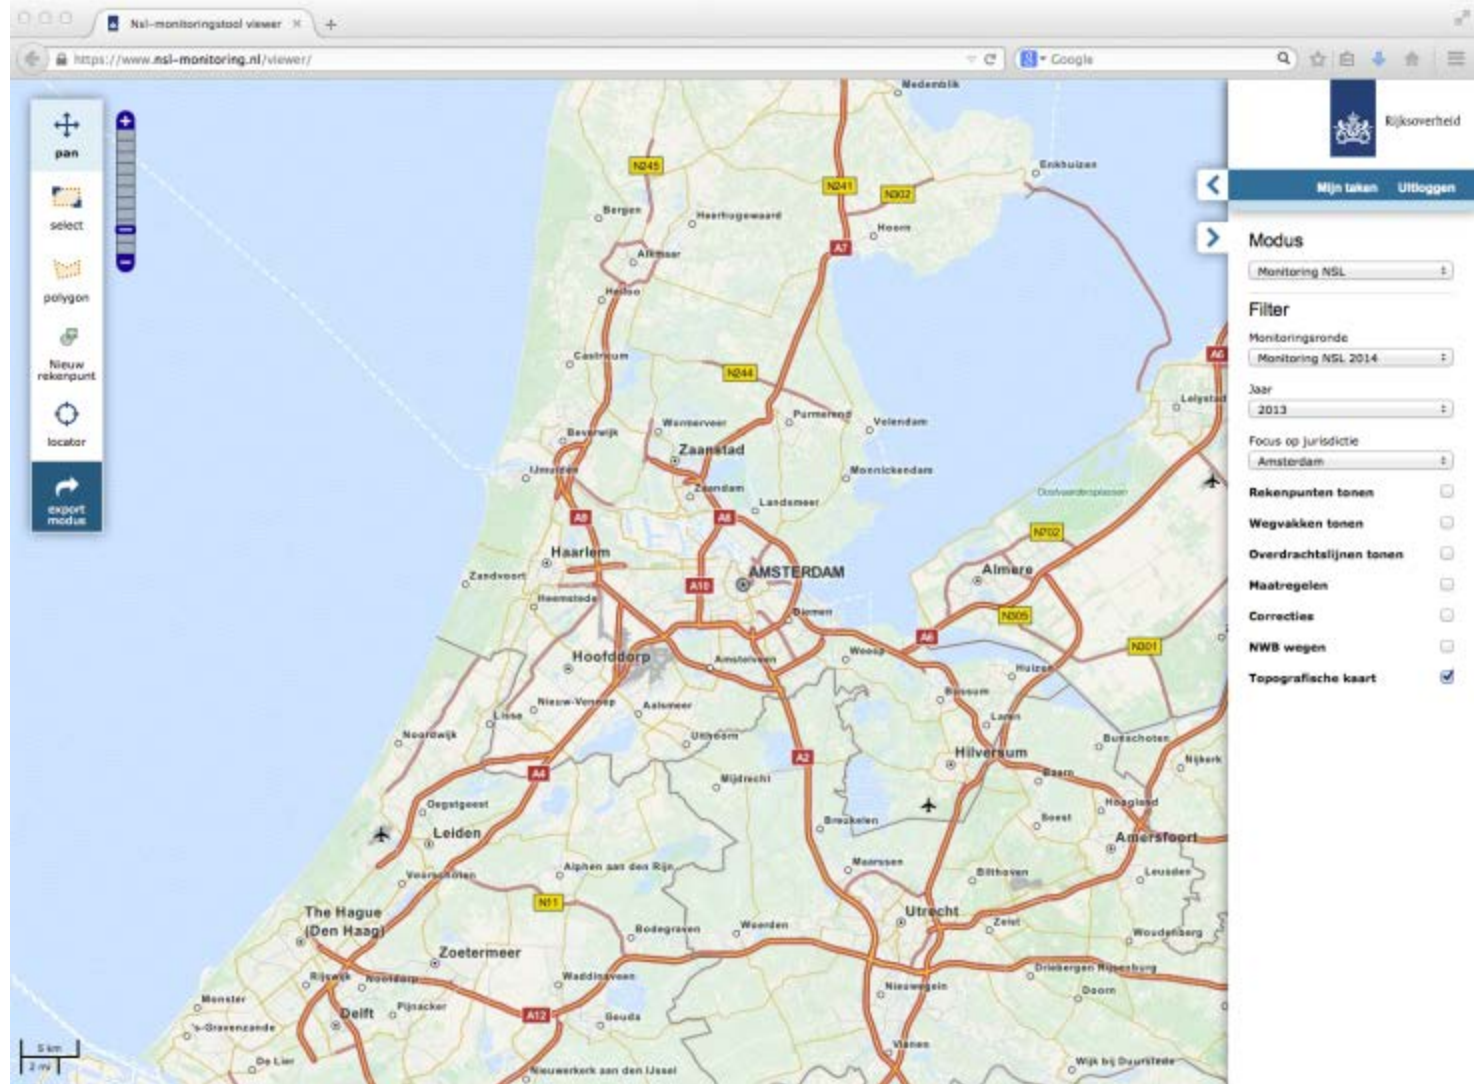 Nsl-monitoringstool viewer
https://www.nsl-monitoring.nl/viewer/
Google
pan
select
polygon
Nieuw
rekenpunt
locator
export
modus
Rijksoverheid
Mijn taken Uitloggen
Modus
Monitoring NSL
Filter
Monitoringsronde
Monitoring NSL 2014
Jaar
2013
Focus op jurisdictie
Amsterdam
Rekenpunten tonen
Wegvakken tonen
Overdrachtslijnen tonen
Maatregelen
Correcties
NWB wegen
Topografische kaart
Medemblik
Enkhuizen
N245
N241
N302
Bergen
Heerhugowaard
Hoorn
A7
Alkmaar
Heiloo
A6
Castricum
N244
Lelystad
Purmerend
Volendam
Wormerveer
Beverwijk
Zaanstad
IJmuiden
Monnickendam
Zaandam
Landsmeer
Oostvaardersplassen
A9
A8
N702
Haarlem
Zandvoort
AMSTERDAM
Almere
A10
Heemstede
Diemen
N305
A6
N301
Hoofddorp
Amstelveen
Weesp
Huizen
Bussum
Nieuw-Vennep
Aalsmeer
Lisse
Laren
Noordwijk
Uithoorn
Bunschoten
A2
Hilversum
Nijkerk
A4
Mijdrecht
Baarn
Oegstgeest
Hoogland
Breukelen
Soest
Leiden
Amersfoort
Maarssen
Alphen aan den Rijn
Voorschoten
Bilthoven
Leusden
N11
The Hague
(Den Haag)
Utrecht
Zeist
Woerden
Bodegraven
Woudenberg
Zoetermeer
Rijswijk
Nootdorp
Waddinxveen
Driebergen Rijsenburg
Nieuwegein
Doorn
Monster
Pijnacker
Delft
A12
Gouda
's-Gravenzande
De Lier
Vianen
Wijk bij Duurstede
Nieuwerkerk aan den IJssel
5 km
2 mi